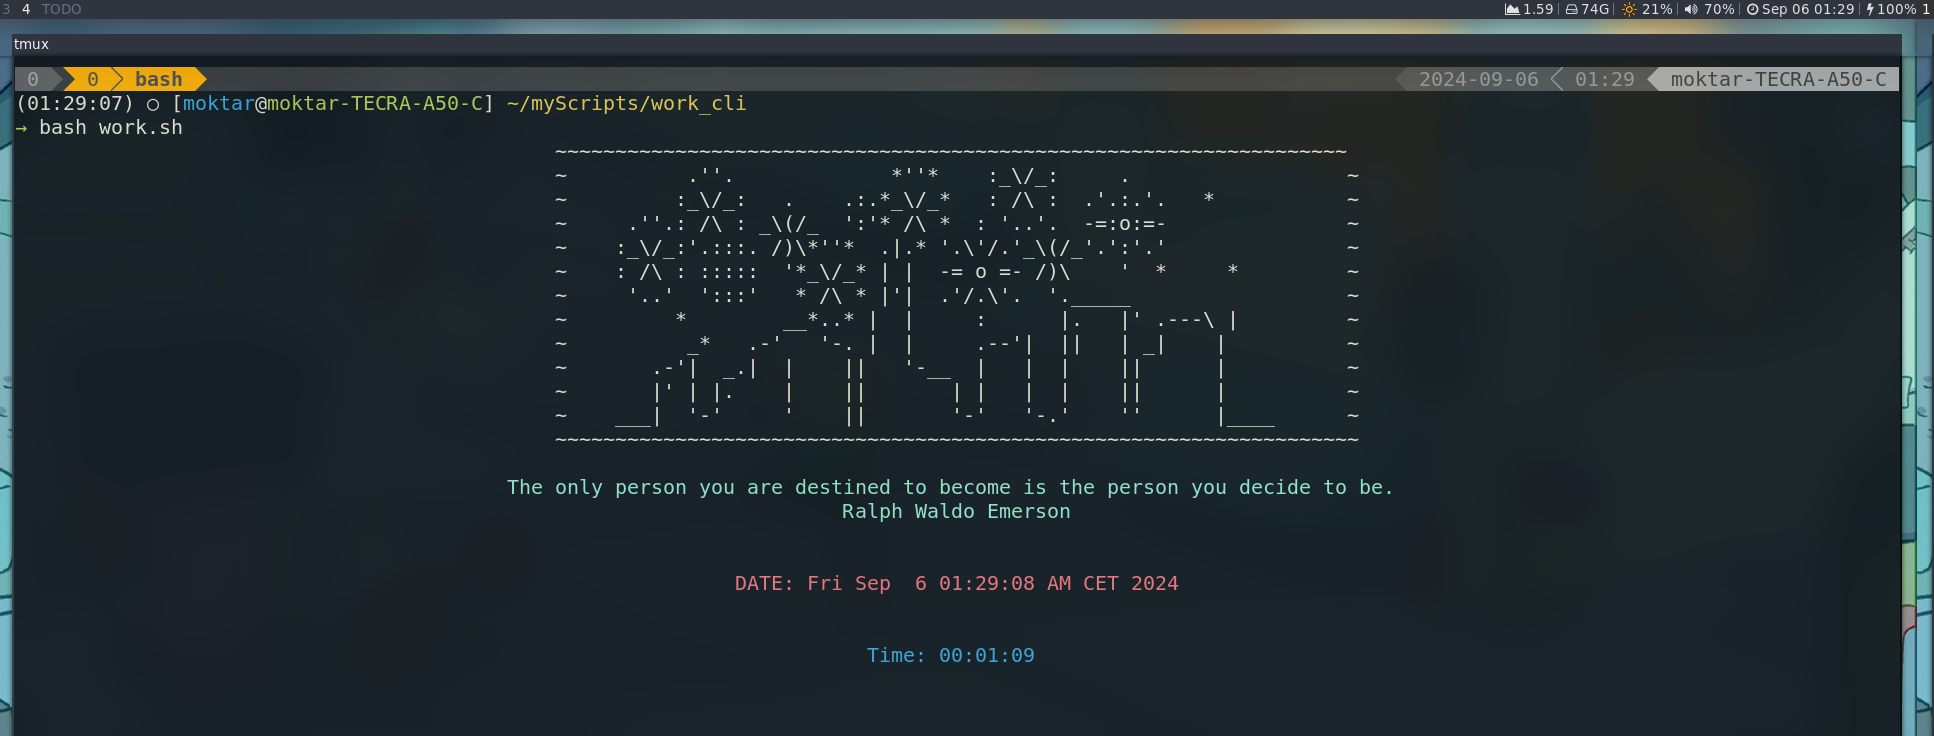 3 4 TODO 1.59 74G 21% 70% Sep 06 01:29 100% 1
tmux
0 0 bash 2024-09-06 01:29 moktar-TECRA-A50-C
(01:29:07) ○ [moktar@moktar-TECRA-A50-C] ~/myScripts/work_cli
→ bash work.sh
~~~~~~~~~~~~~~~~~~~~~~~~~~~~~~~~~~~~~~~~~~~~~~~~~~~~~~~~~~~~~~~~~~
~          .''.             *''*    :_\/_:     .                  ~
~         :_\/_:   .    .:.*_\/_*   : /\ :  .'.:.'.   *           ~
~     .''.: /\ : _\(/_  ':'* /\ *  : '..'.  -=:o:=-               ~
~    :_\/_:'.:::. /)\*''*  .|.* '.\'/.'_\(/_'.':'.'               ~
~    : /\ : :::::  '*_\/_* | |  -= o =- /)\    '  *     *         ~
~     '..'  ':::'   * /\ * |'|  .'/.\'.  '._____                  ~
~         *        __*..* |  |     :      |.   |' .---\ |         ~
~          _*   .-'   '-. |  |     .--'|  ||   | _|    |          ~
~       .-'|  _.|  |    ||   '-__  |   |  |    ||      |          ~
~       |' | |.    |    ||       | |   |  |    ||      |          ~
~    ___|  '-'     '    ||       '-'   '-.'    ''      |____      ~
~~~~~~~~~~~~~~~~~~~~~~~~~~~~~~~~~~~~~~~~~~~~~~~~~~~~~~~~~~~~~~~~~~~
The only person you are destined to become is the person you decide to be.
Ralph Waldo Emerson
DATE: Fri Sep  6 01:29:08 AM CET 2024
Time: 00:01:09